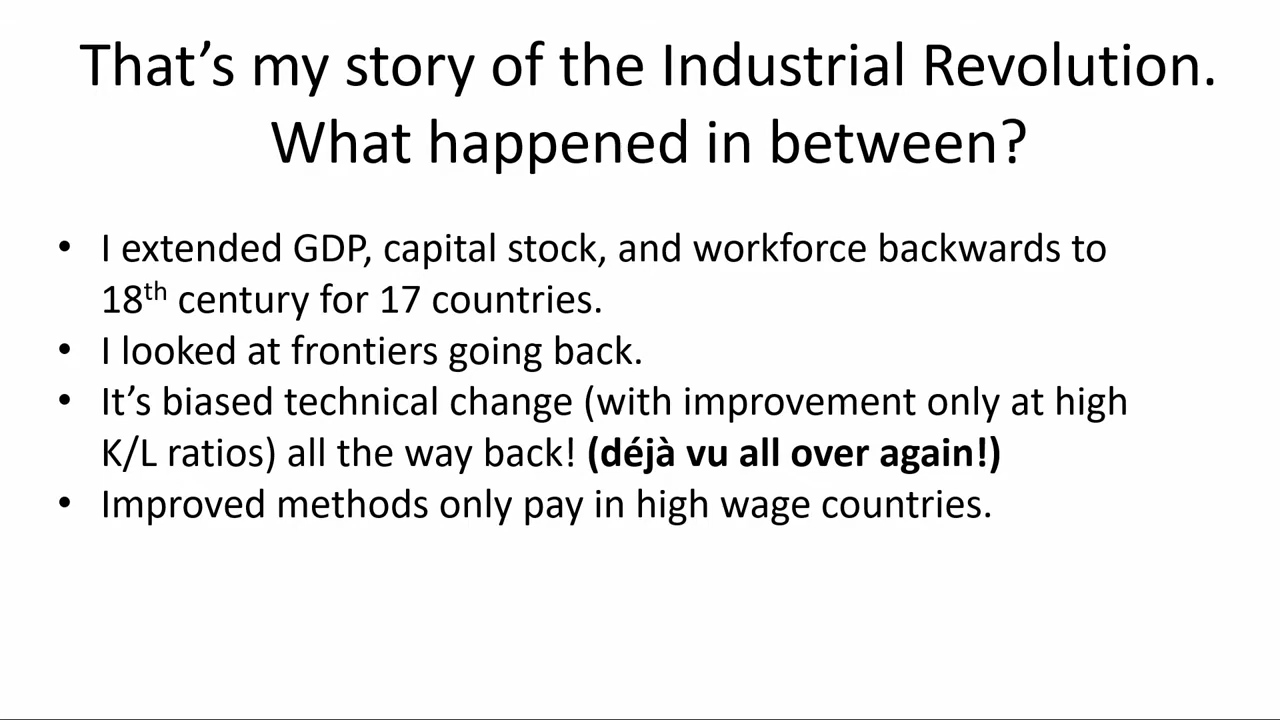 That’s my story of the Industrial Revolution.
What happened in between?
• I extended GDP, capital stock, and workforce backwards to
18th century for 17 countries.
• I looked at frontiers going back.
• It’s biased technical change (with improvement only at high
K/L ratios) all the way back! (déjà vu all over again!)
• Improved methods only pay in high wage countries.